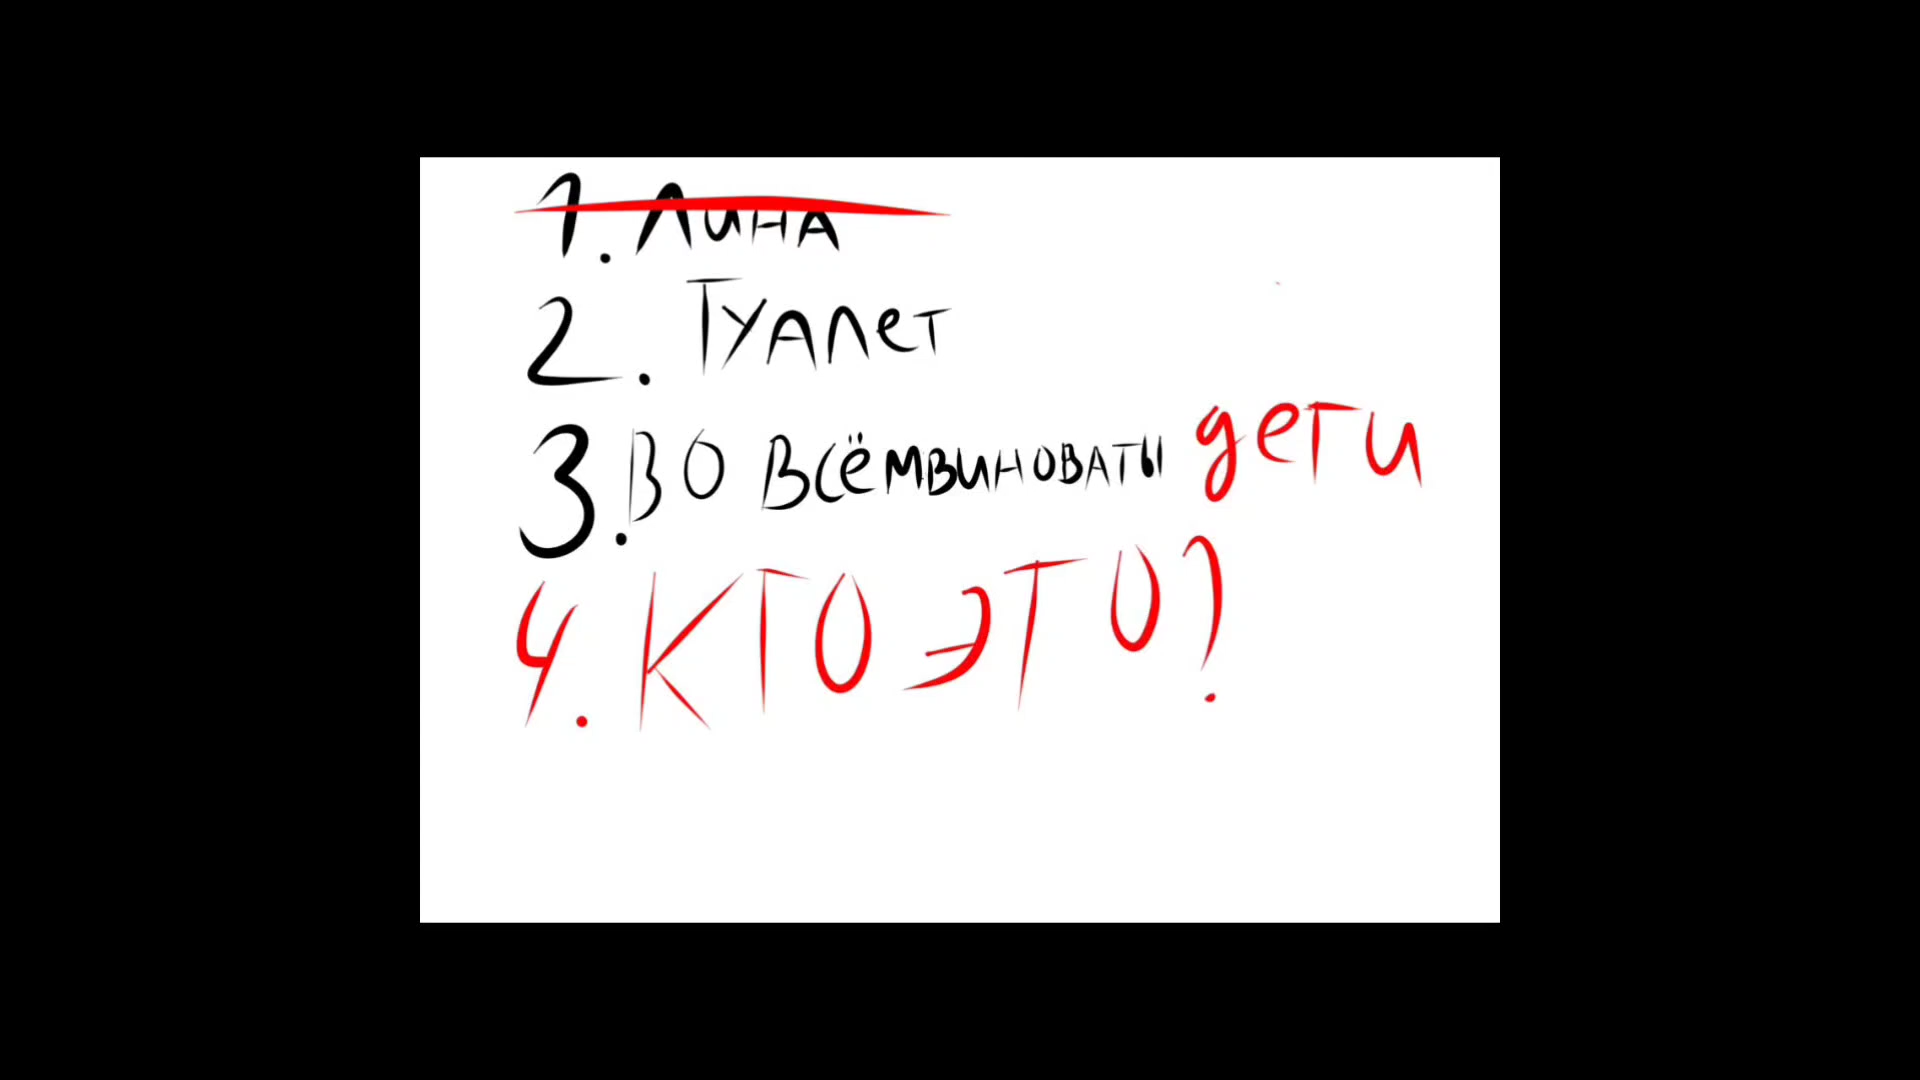 1. Лина
2. Туалет
3. Во всём виноваты дети
4. Кто это?